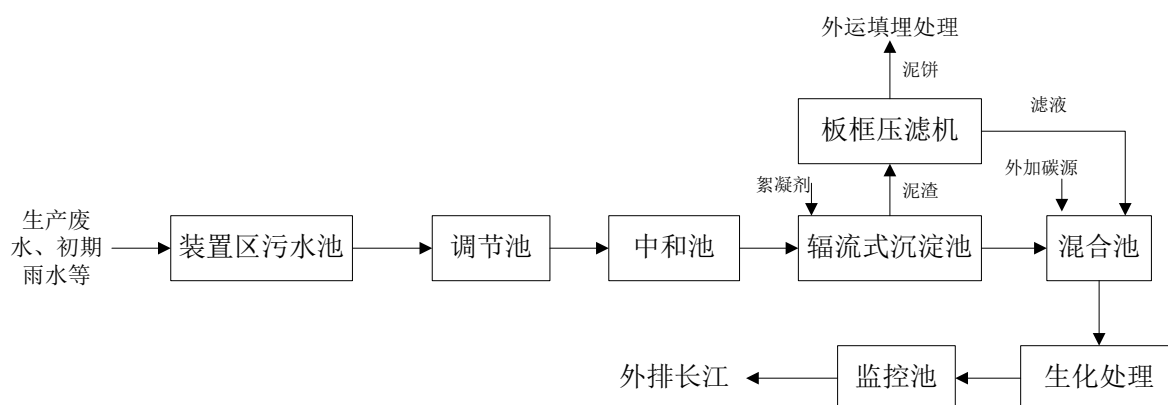 外运填埋处理
泥饼
滤液
板框压滤机
外加碳源
絮凝剂
泥渣
生产废
水、初期
雨水等
装置区污水池
调节池
中和池
辐流式沉淀池
混合池
外排长江
监控池
生化处理